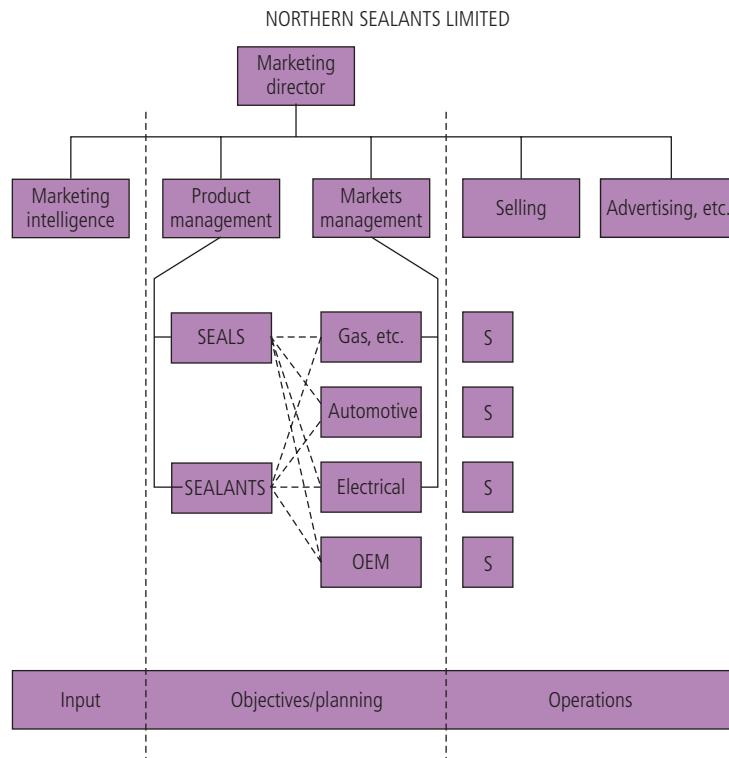 NORTHERN SEALANTS LIMITED
Marketing
director
Marketing
intelligence
Product
management
Markets
management
Selling
Advertising, etc.
SEALS
Gas, etc.
S
Automotive
S
SEALANTS
Electrical
S
OEM
S
Input
Objectives/planning
Operations